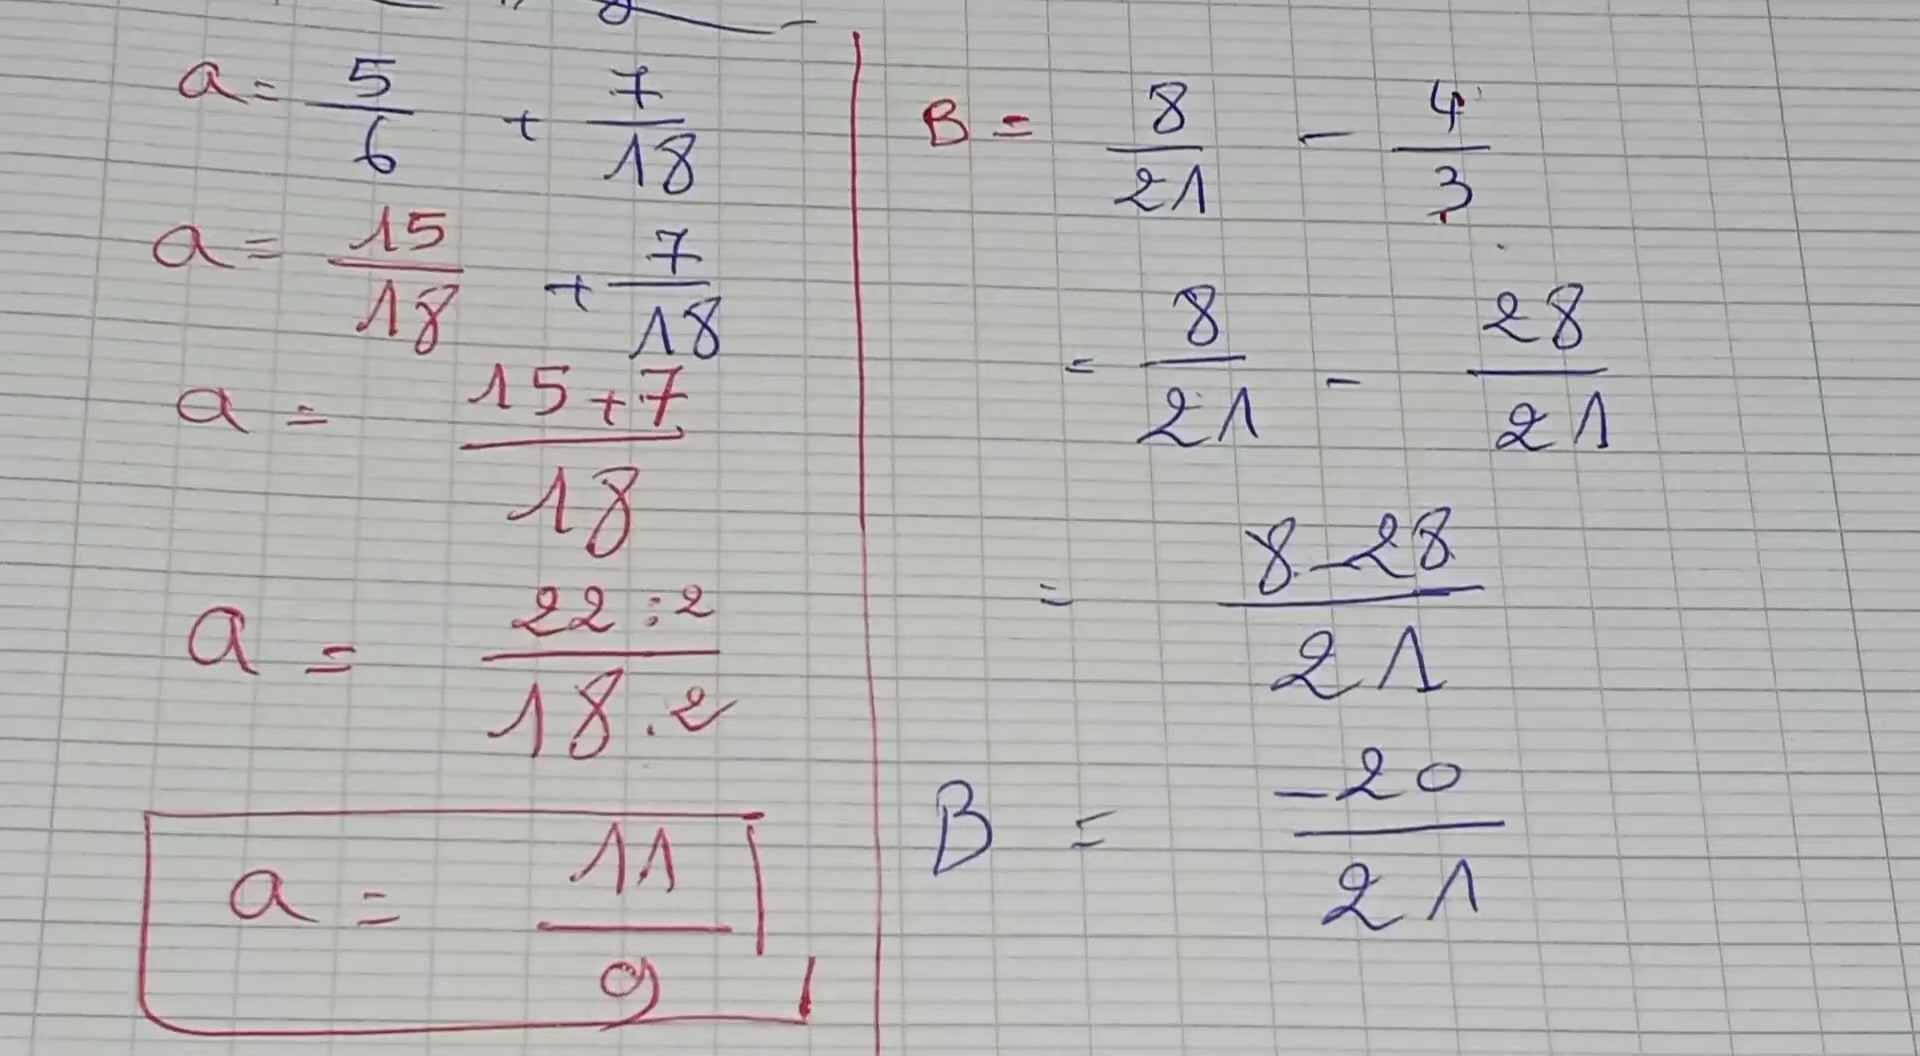 a = 5/6 + 7/18
a = 15/18 + 7/18
a = 15+7/18
a = 22:2/18.2
a = 11/9
B = 8/21 - 4/3
= 8/21 - 28/21
= 8-28/21
B = -20/21